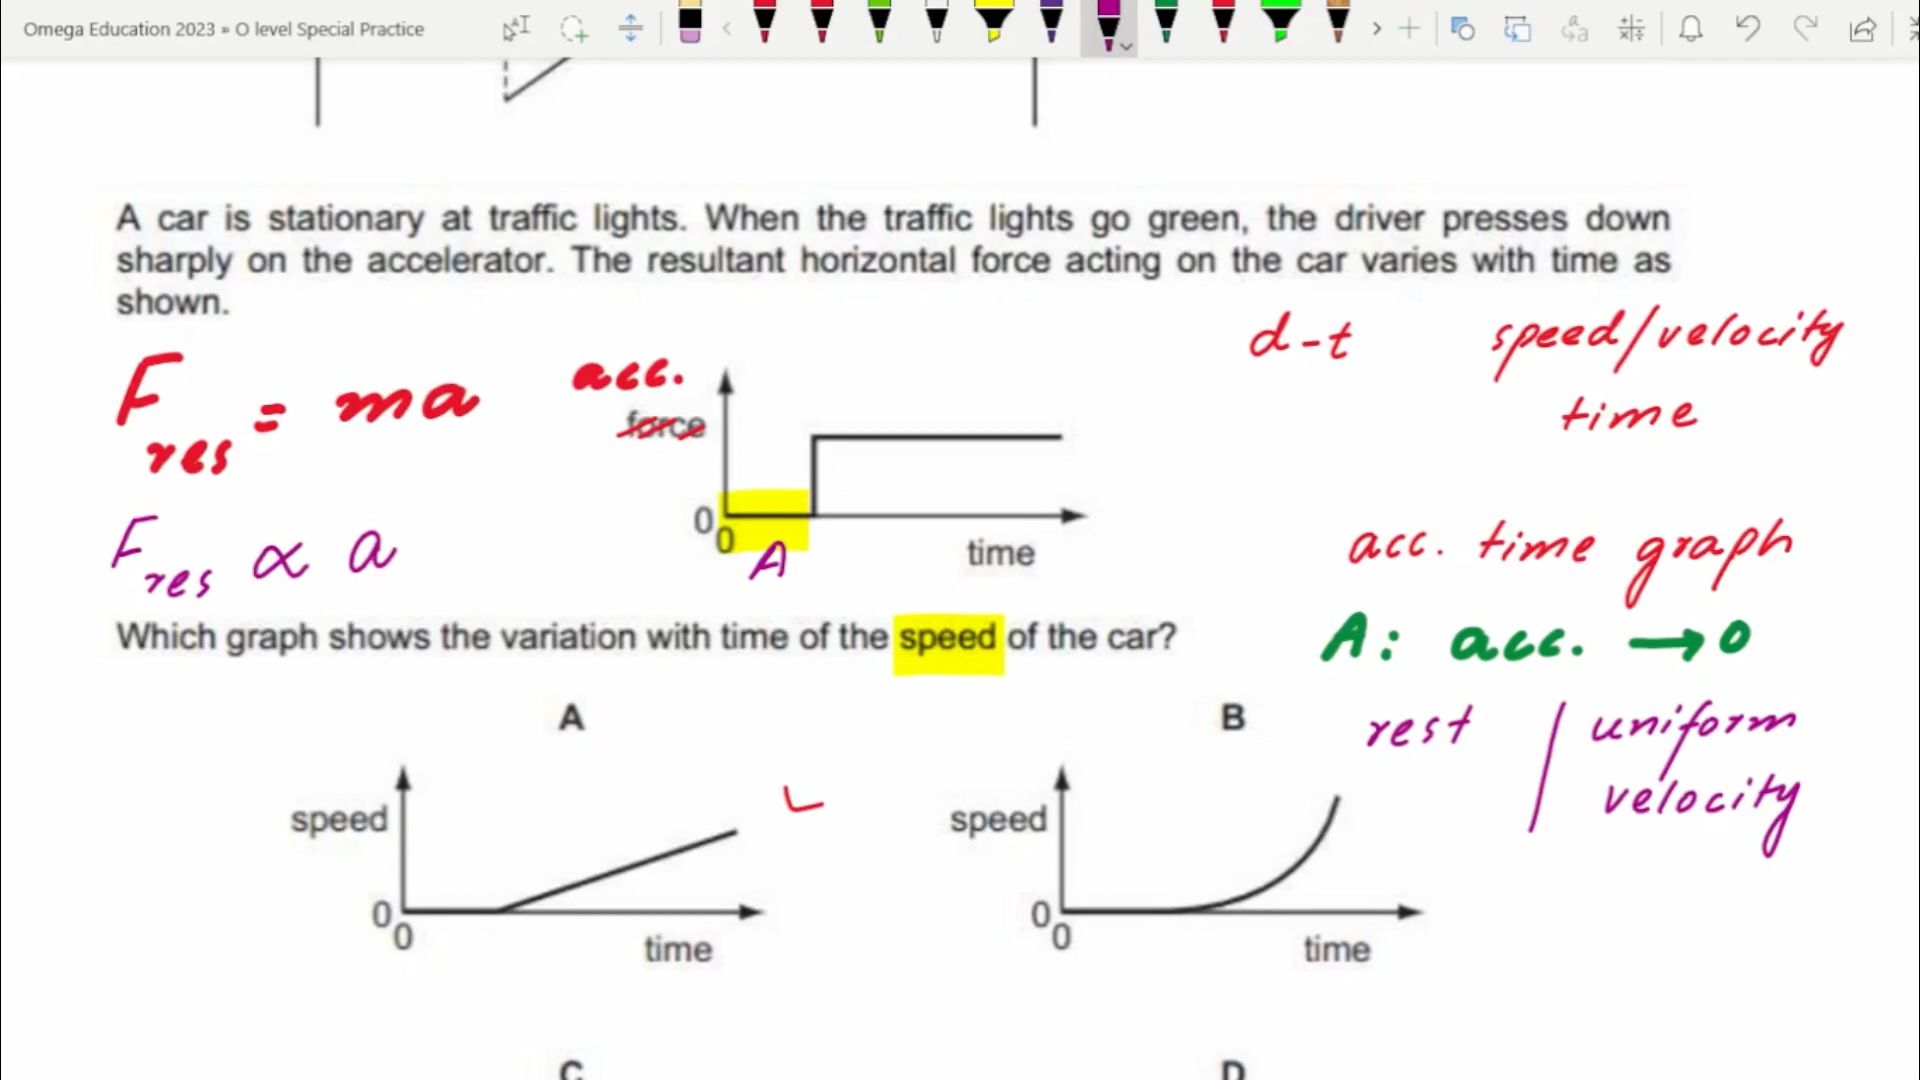 Omega Education 2023 » O level Special Practice
A car is stationary at traffic lights. When the traffic lights go green, the driver presses down
sharply on the accelerator. The resultant horizontal force acting on the car varies with time as
shown.
d-t speed/velocity
time
F res = ma
acc.
force
0
0
A
time
F res ∝ a
acc. time graph
Which graph shows the variation with time of the speed of the car?
A: acc. → 0
rest / uniform
velocity
A
B
speed
0
0
time
speed
0
0
time
C
D